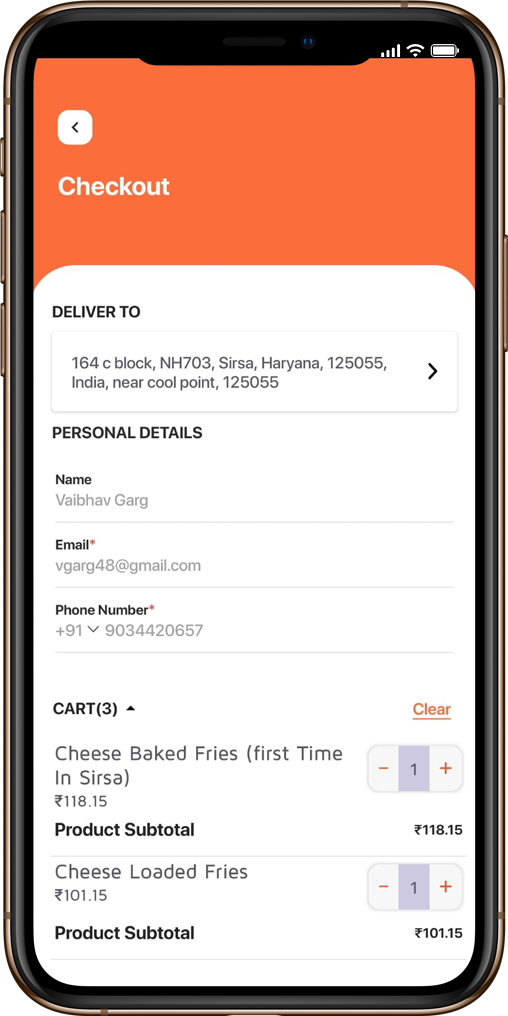 Checkout
DELIVER TO
164 c block, NH703, Sirsa, Haryana, 125055,
India, near cool point, 125055
PERSONAL DETAILS
Name
Vaibhav Garg
Email*
vgarg48@gmail.com
Phone Number*
+91 9034420657
CART(3) Clear
Cheese Baked Fries (first Time
In Sirsa)
- 1 +
₹118.15
Product Subtotal ₹118.15
Cheese Loaded Fries
- 1 +
₹101.15
Product Subtotal ₹101.15